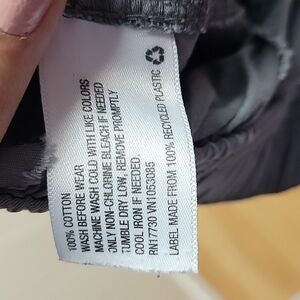 100% COTTON
WASH BEFORE WEAR
MACHINE WASH COLD WITH LIKE COLORS
ONLY NON-CHLORINE BLEACH IF NEEDED
TUMBLE DRY LOW, REMOVE PROMPTLY
COOL IRON IF NEEDED
RN17730 VN1053085
LABEL MADE FROM 100% RECYCLED PLASTIC